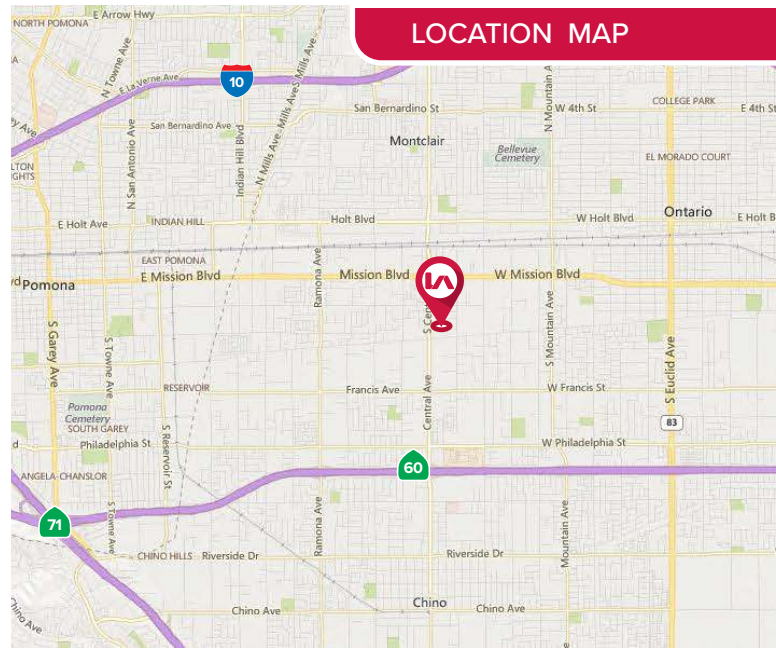 LOCATION MAP
E Arrow Hwy
NORTH POMONA
N Towne Ave
E La Verne Ave
10
S Mills Ave
N Mills Ave
San Bernardino St
N Mountain A
W 4th St
COLLEGE PARK
E 4th St
San Bernardino Ave
N San Antonio Ave
Indian Hill Blvd
Montclair
Bellevue
Cemetery
EL MORADO COURT
E Holt Ave
INDIAN HILL
Holt Blvd
W Holt Blvd
Ontario
E Holt B
EAST POMONA
E Mission Blvd
Mission Blvd
W Mission Blvd
Pomona
Ramona Ave
S Cent
S Mountain Ave
S Garey Ave
S Towne Ave
S Euclid Ave
RESERVOIR
Francis Ave
W Francis St
Pomona
Cemetery
SOUTH GAREY
S Reservoir St
Central Ave
83
Philadelphia St
W Philadelphia St
60
ANGELA-CHANSLOR
71
S Towne Ave
Ramona Ave
Mountain Ave
CHINO HILLS
Riverside Dr
Riverside Dr
Chino Ave
Chino Ave
Chino
Chino Ave